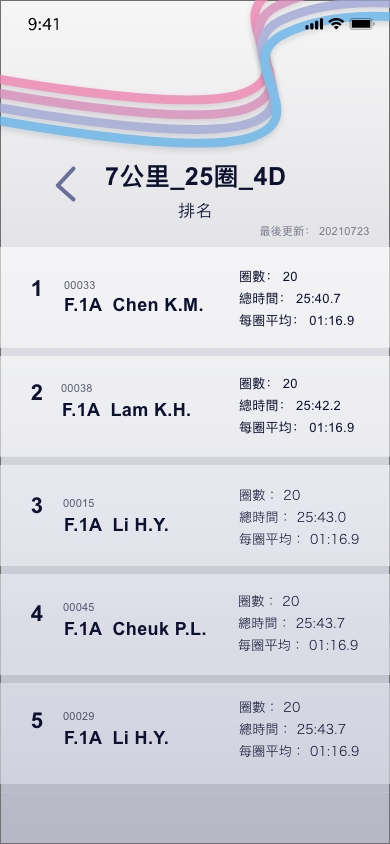 9:41
7公里_25圈_4D
排名
最後更新： 20210723
1
00033
F.1A Chen K.M.
圈數： 20
總時間： 25:40.7
每圈平均： 01:16.9
2
00038
F.1A Lam K.H.
圈數： 20
總時間： 25:42.2
每圈平均： 01:16.9
3
00015
F.1A Li H.Y.
圈數： 20
總時間： 25:43.0
每圈平均： 01:16.9
4
00045
F.1A Cheuk P.L.
圈數： 20
總時間： 25:43.7
每圈平均： 01:16.9
5
00029
F.1A Li H.Y.
圈數： 20
總時間： 25:43.7
每圈平均： 01:16.9